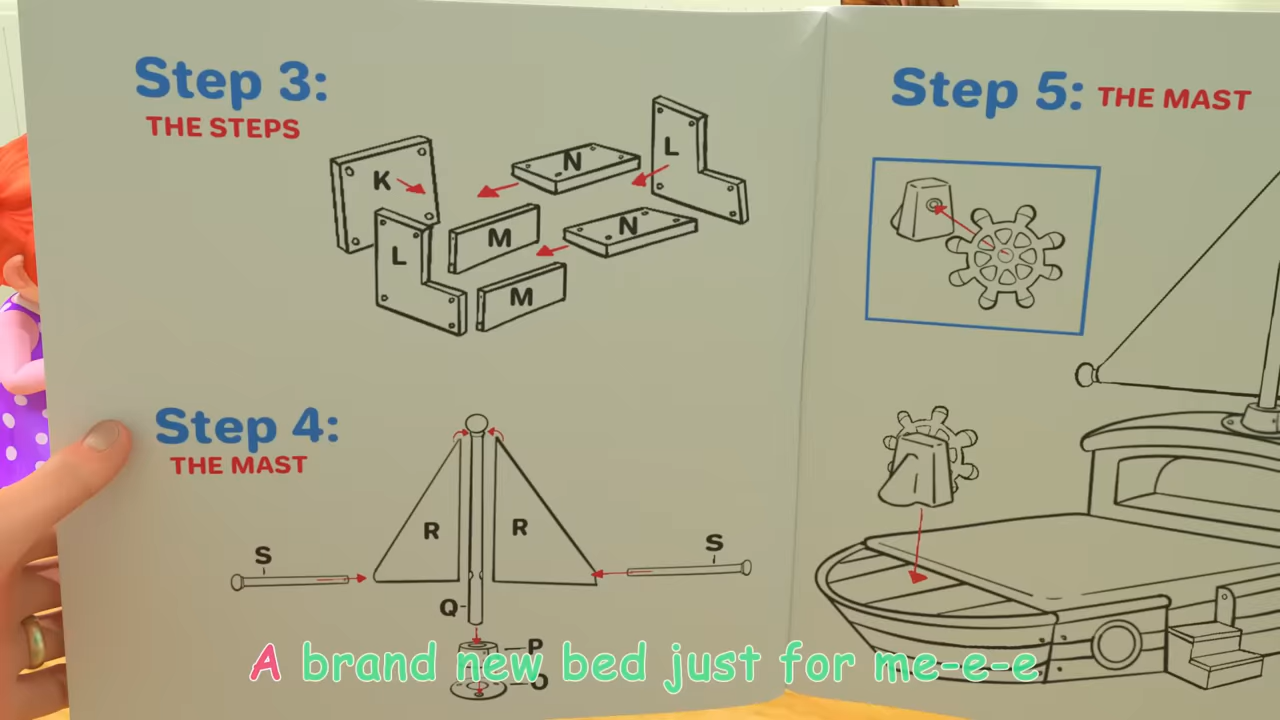 Step 3:
THE STEPS
K
N
L
L
M
N
M
Step 4:
THE MAST
R
R
S
S
Q
P
O
Step 5: THE MAST
A brand new bed just for me-e-e